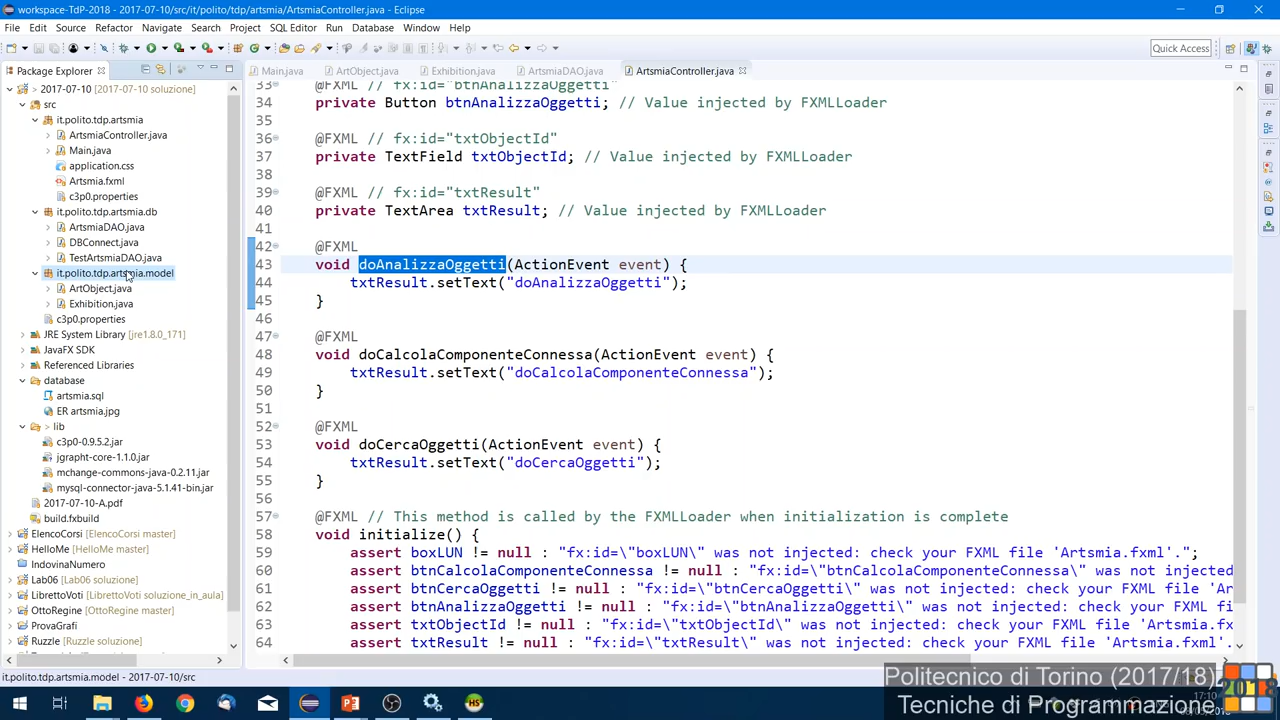 workspace-TdP-2018 - 2017-07-10/src/it/polito/tdp/artsmia/ArtsmiaController.java - Eclipse
File Edit Source Refactor Navigate Search Project SQL Editor Run Database Window Help
Quick Access
Package Explorer
Main.java ArtObject.java Exhibition.java ArtsmiaDAO.java ArtsmiaController.java
> 2017-07-10 [2017-07-10 soluzione]
src
it.polito.tdp.artsmia
ArtsmiaController.java
Main.java
application.css
Artsmia.fxml
c3p0.properties
it.polito.tdp.artsmia.db
ArtsmiaDAO.java
DBConnect.java
TestArtsmiaDAO.java
it.polito.tdp.artsmia.model
ArtObject.java
Exhibition.java
c3p0.properties
JRE System Library [jre1.8.0_171]
JavaFX SDK
Referenced Libraries
database
artsmia.sql
ER artsmia.jpg
lib
c3p0-0.9.5.2.jar
jgrapht-core-1.1.0.jar
mchange-commons-java-0.2.11.jar
mysql-connector-java-5.1.41-bin.jar
2017-07-10-A.pdf
build.fxbuild
ElencoCorsi [ElencoCorsi master]
HelloMe [HelloMe master]
IndovinaNumero
Lab06 [Lab06 soluzione]
LibrettoVoti [LibrettoVoti soluzione_in_aula]
OttoRegine [OttoRegine master]
ProvaGrafi
Ruzzle [Ruzzle soluzione]
33 @FXML // fx:id="btnAnalizzaOggetti"
34 private Button btnAnalizzaOggetti; // Value injected by FXMLLoader
35
36 @FXML // fx:id="txtObjectId"
37 private TextField txtObjectId; // Value injected by FXMLLoader
38
39 @FXML // fx:id="txtResult"
40 private TextArea txtResult; // Value injected by FXMLLoader
41
42 @FXML
43 void doAnalizzaOggetti(ActionEvent event) {
44 txtResult.setText("doAnalizzaOggetti");
45 }
46
47 @FXML
48 void doCalcolaComponenteConnessa(ActionEvent event) {
49 txtResult.setText("doCalcolaComponenteConnessa");
50 }
51
52 @FXML
53 void doCercaOggetti(ActionEvent event) {
54 txtResult.setText("doCercaOggetti");
55 }
56
57 @FXML // This method is called by the FXMLLoader when initialization is complete
58 void initialize() {
59 assert boxLUN != null : "fx:id=\"boxLUN\" was not injected: check your FXML file 'Artsmia.fxml'.";
60 assert btnCalcolaComponenteConnessa != null : "fx:id=\"btnCalcolaComponenteConnessa\" was not injected
61 assert btnCercaOggetti != null : "fx:id=\"btnCercaOggetti\" was not injected: check your FXML file 'Ar
62 assert btnAnalizzaOggetti != null : "fx:id=\"btnAnalizzaOggetti\" was not injected: check your FXML fi
63 assert txtObjectId != null : "fx:id=\"txtObjectId\" was not injected: check your FXML file 'Artsmia.fx
64 assert txtResult != null : "fx:id=\"txtResult\" was not injected: check your FXML file 'Artsmia.fxml'.
it.polito.tdp.artsmia.model - 2017-07-10/src
Politecnico di Torino (2017/18)
Tecniche di Programmazione
2018
17:10